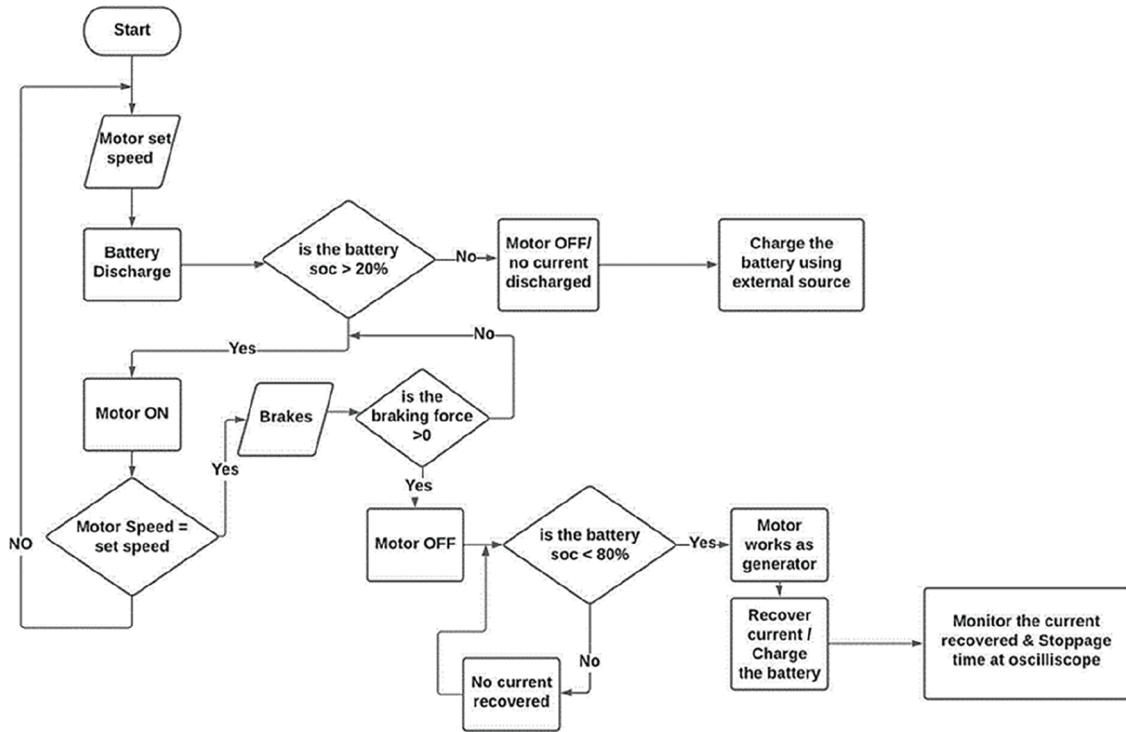 Start
Motor set
speed
Battery
Discharge
is the battery
soc > 20%
No
Motor OFF/
no current
discharged
Charge the
battery using
external source
Yes
No
Motor ON
Brakes
is the
braking force
>0
Yes
Yes
Motor Speed =
set speed
NO
Motor OFF
is the battery
soc < 80%
Yes
Motor
works as
generator
No
No current
recovered
Recover
current /
Charge
the battery
Monitor the current
recovered & Stoppage
time at oscilliscope